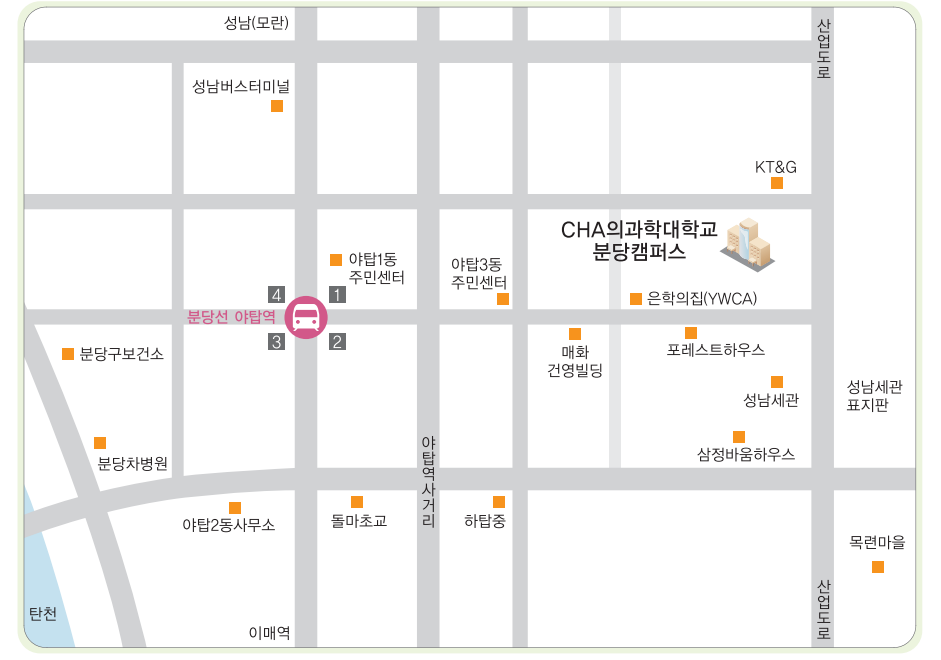 성남(모란)
산업도로
성남버스터미널
KT&G
CHA의과학대학교
분당캠퍼스
야탑1동
주민센터
야탑3동
주민센터
4
1
은학의집(YWCA)
분당선 야탑역
3
2
분당구보건소
매화
건영빌딩
포레스트하우스
성남세관
성남세관
표지판
분당차병원
야탑역사거리
삼정바움하우스
야탑2동사무소
돌마초교
하탑중
목련마을
탄천
이매역
산업도로